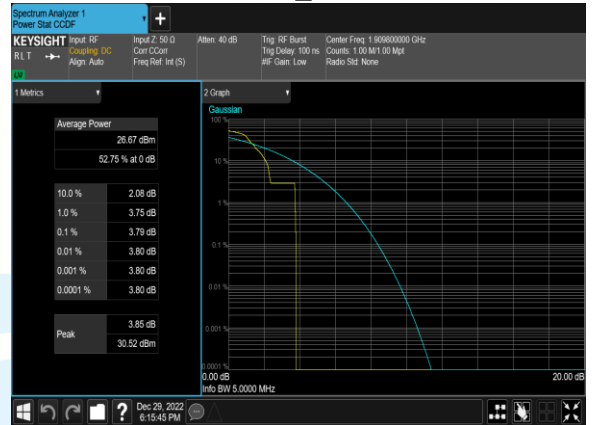 Spectrum Analyzer 1
Power Stat CCDF
KEYSIGHT
RLT
LXI
Input: RF
Coupling: DC
Align: Auto
Input Z: 50 Ω
Corr CCorr
Freq Ref: Int (S)
Atten: 40 dB
Trig: RF Burst
Trig Delay: 100 ns
#IF Gain: Low
Center Freq: 1.909800000 GHz
Counts: 1.00 M/1.00 Mpt
Radio Std: None
1 Metrics
Average Power
26.67 dBm
52.75 % at 0 dB
10.0 % 2.08 dB
1.0 % 3.75 dB
0.1 % 3.79 dB
0.01 % 3.80 dB
0.001 % 3.80 dB
0.0001 % 3.80 dB
Peak
3.85 dB
30.52 dBm
2 Graph
Gaussian
100 %
10 %
1 %
0.1 %
0.01 %
0.001 %
0.0001 %
0.00 dB 20.00 dB
Info BW 5.0000 MHz
?
Dec 29, 2022
6:15:45 PM